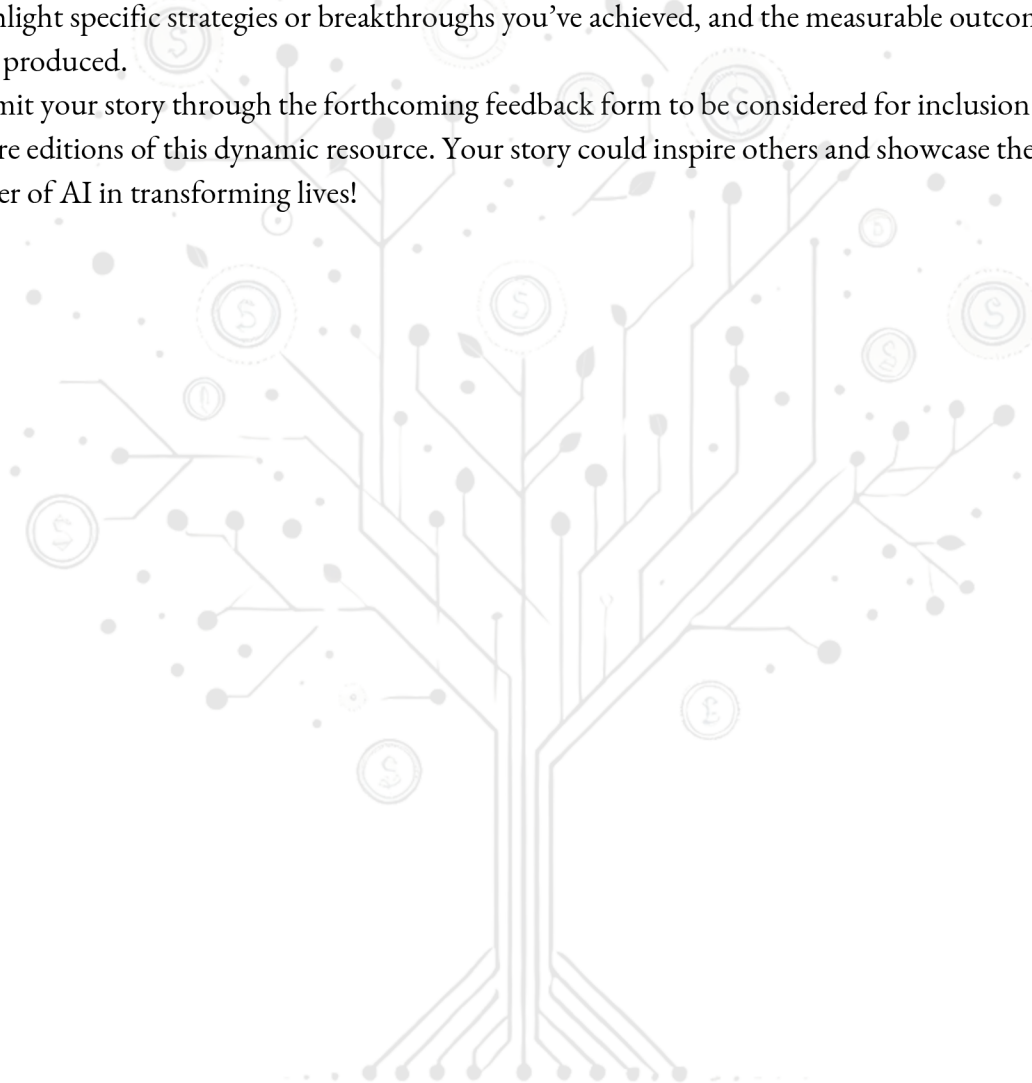 hlight specific strategies or breakthroughs you’ve achieved, and the measurable outcon
produced.
mit your story through the forthcoming feedback form to be considered for inclusion
re editions of this dynamic resource. Your story could inspire others and showcase the
er of AI in transforming lives!